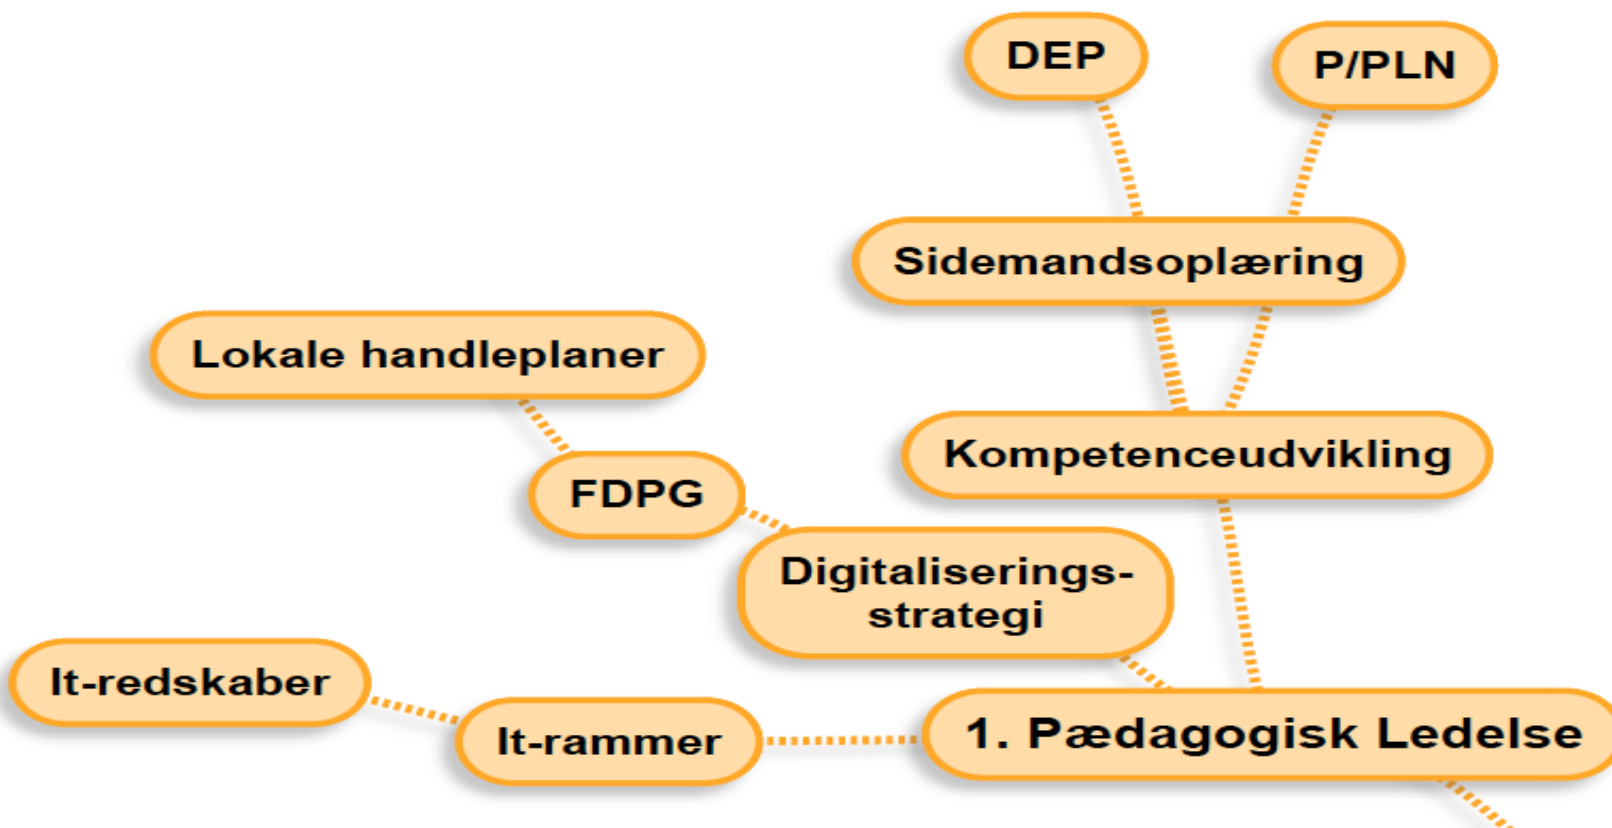 DEP
P/PLN
Sidemandsoplæring
Lokale handleplaner
Kompetenceudvikling
FDPG
Digitaliserings-
strategi
It-redskaber
It-rammer
1. Pædagogisk Ledelse